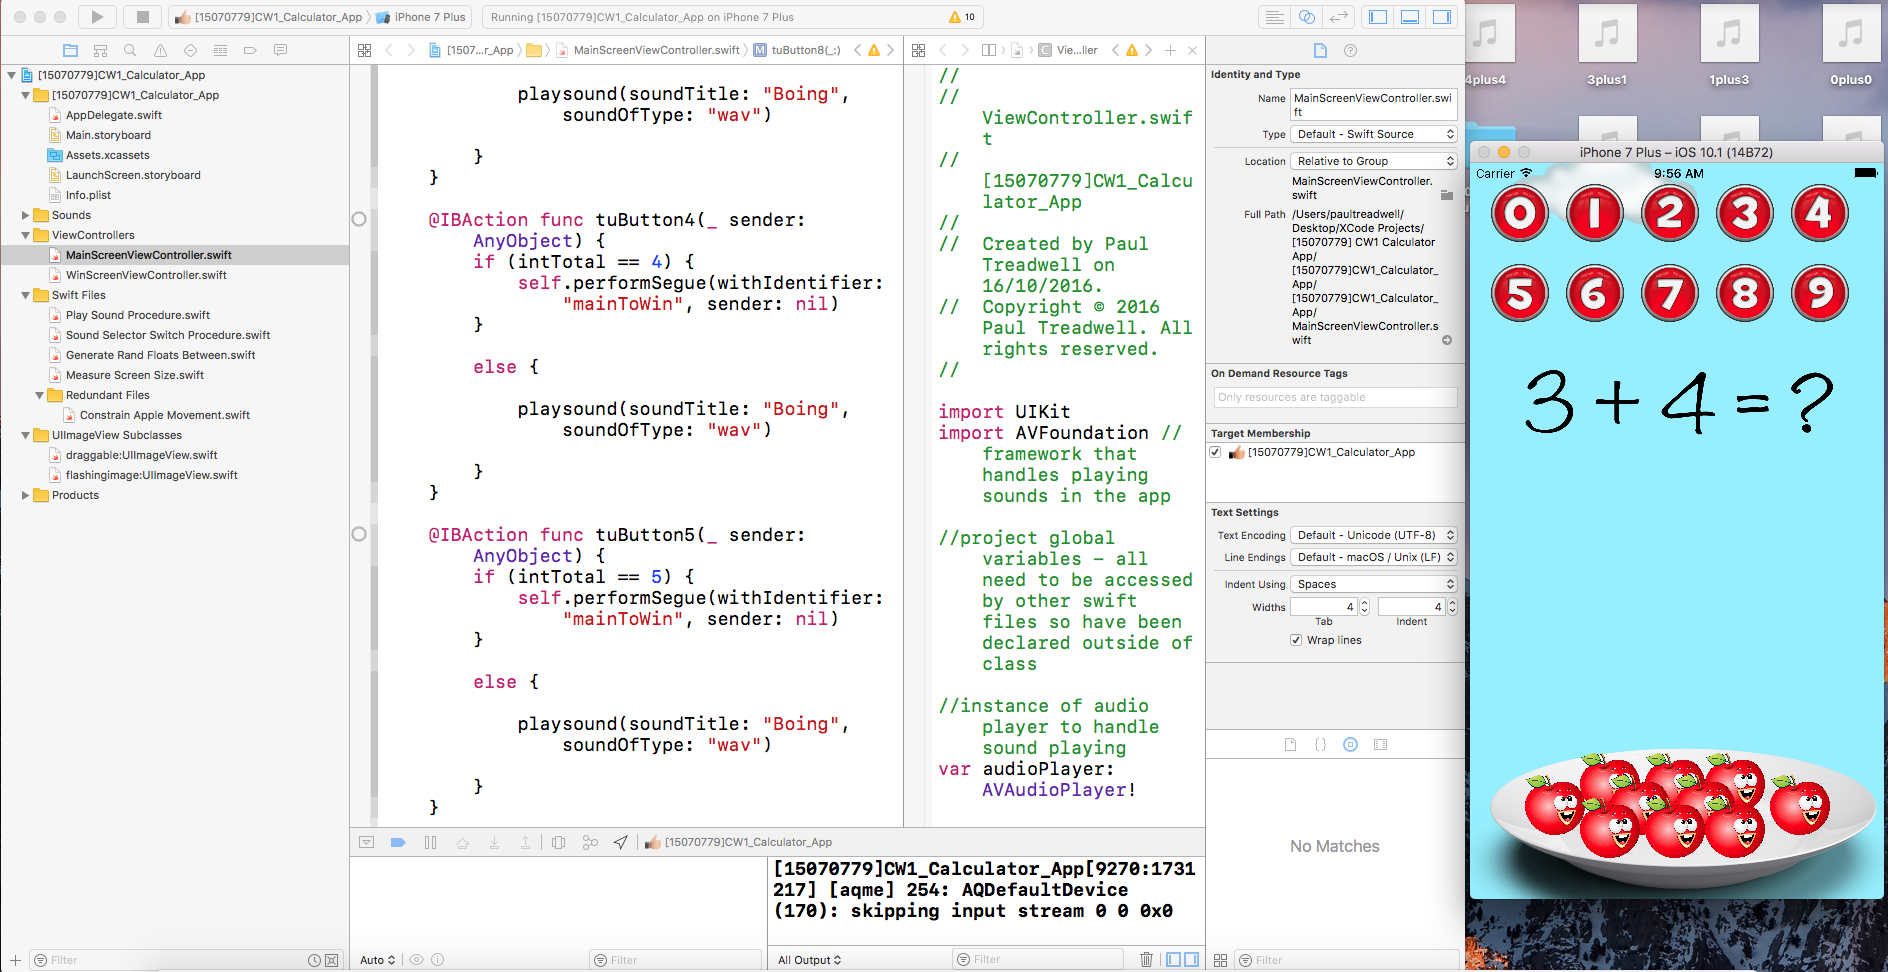 [15070779]CW1_Calculator_App
iPhone 7 Plus
Running [15070779]CW1_Calculator_App on iPhone 7 Plus
10
[1507...r_App
MainScreenViewController.swift
M
tuButton8(_:)
C
Vie...ller
[15070779]CW1_Calculator_App
[15070779]CW1_Calculator_App
AppDelegate.swift
Main.storyboard
Assets.xcassets
LaunchScreen.storyboard
Info.plist
Sounds
ViewControllers
MainScreenViewController.swift
WinScreenViewController.swift
Swift Files
Play Sound Procedure.swift
Sound Selector Switch Procedure.swift
Generate Rand Floats Between.swift
Measure Screen Size.swift
Redundant Files
Constrain Apple Movement.swift
UIImageView Subclasses
draggable:UIImageView.swift
flashingimage:UIImageView.swift
Products
Filter
playsound(soundTitle: "Boing",
soundOfType: "wav")
}
}
@IBAction func tuButton4(_ sender:
AnyObject) {
if (intTotal == 4) {
self.performSegue(withIdentifier:
"mainToWin", sender: nil)
}
else {
playsound(soundTitle: "Boing",
soundOfType: "wav")
}
}
@IBAction func tuButton5(_ sender:
AnyObject) {
if (intTotal == 5) {
self.performSegue(withIdentifier:
"mainToWin", sender: nil)
}
else {
playsound(soundTitle: "Boing",
soundOfType: "wav")
}
}
//
//
ViewController.swif
t
//
[15070779]CW1_Calcu
lator_App
//
// Created by Paul
Treadwell on
16/10/2016.
// Copyright © 2016
Paul Treadwell. All
rights reserved.
//
import UIKit
import AVFoundation //
framework that
handles playing
sounds in the app
//project global
variables – all
need to be accessed
by other swift
files so have been
declared outside of
class
//instance of audio
player to handle
sound playing
var audioPlayer:
AVAudioPlayer!
[15070779]CW1_Calculator_App
[15070779]CW1_Calculator_App[9270:1731
217] [aqme] 254: AQDefaultDevice
(170): skipping input stream 0 0 0x0
Auto
Filter
All Output
Filter
Identity and Type
Name
MainScreenViewController.swi
ft
Type
Default - Swift Source
Location
Relative to Group
MainScreenViewController.
swift
Full Path
/Users/paultreadwell/
Desktop/XCode Projects/
[15070779] CW1 Calculator
App/
[15070779]CW1_Calculator_
App/
[15070779]CW1_Calculator_
App/
MainScreenViewController.s
wift
On Demand Resource Tags
Only resources are taggable
Target Membership
[15070779]CW1_Calculator_App
Text Settings
Text Encoding
Default - Unicode (UTF-8)
Line Endings
Default - macOS / Unix (LF)
Indent Using
Spaces
Widths
4
4
Tab
Indent
Wrap lines
{}
No Matches
Filter
4plus4
3plus1
1plus3
0plus0
iPhone 7 Plus – iOS 10.1 (14B72)
Carrier
9:56 AM
0 1 2 3 4
5 6 7 8 9
3 + 4 = ?